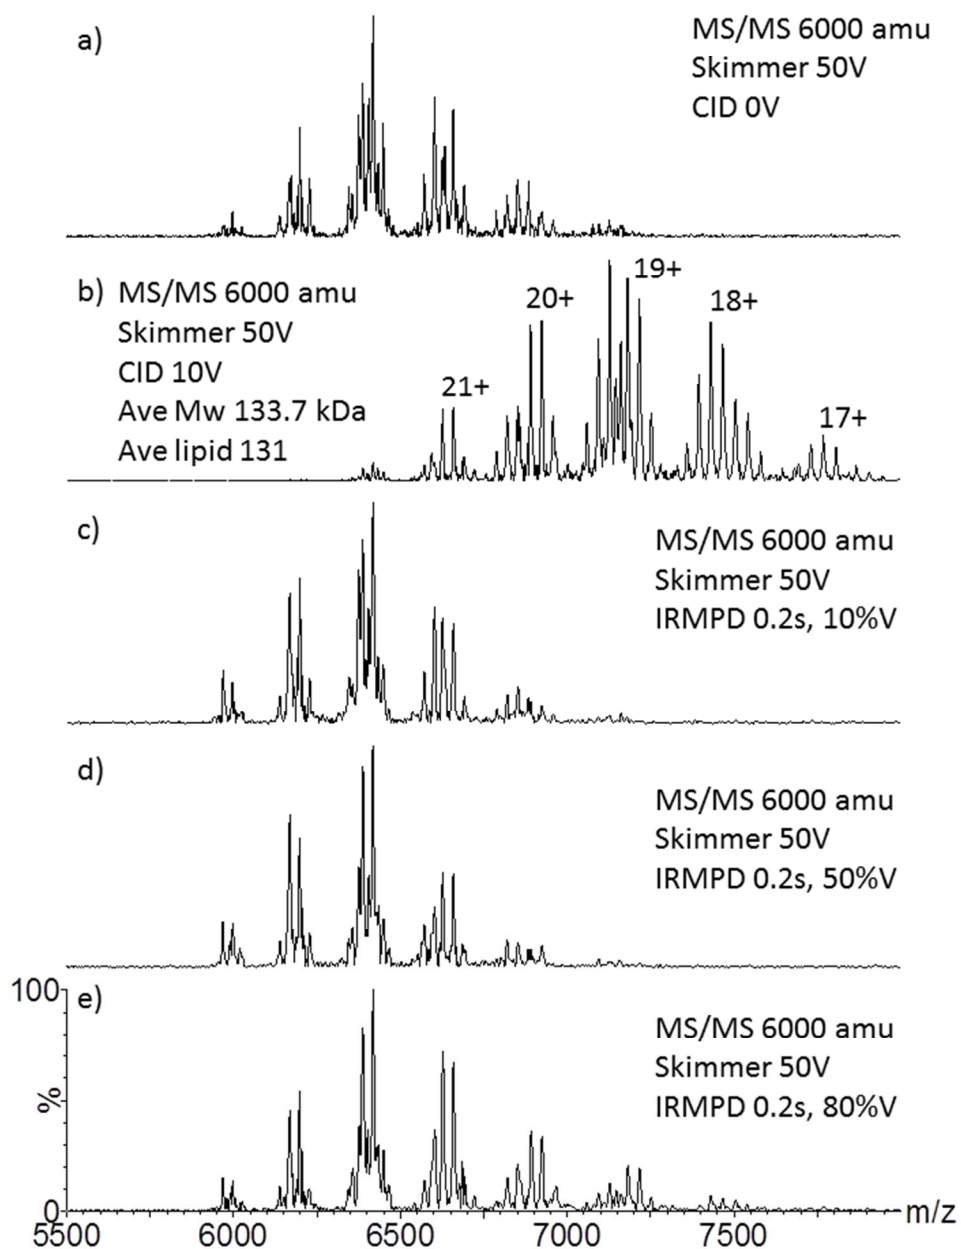 a)
MS/MS 6000 amu
Skimmer 50V
CID 0V
b) MS/MS 6000 amu
Skimmer 50V
CID 10V
Ave Mw 133.7 kDa
Ave lipid 131
21+
20+
19+
18+
17+
c)
MS/MS 6000 amu
Skimmer 50V
IRMPD 0.2s, 10%V
d)
MS/MS 6000 amu
Skimmer 50V
IRMPD 0.2s, 50%V
e)
MS/MS 6000 amu
Skimmer 50V
IRMPD 0.2s, 80%V
100
%
0
5500 6000 6500 7000 7500 m/z